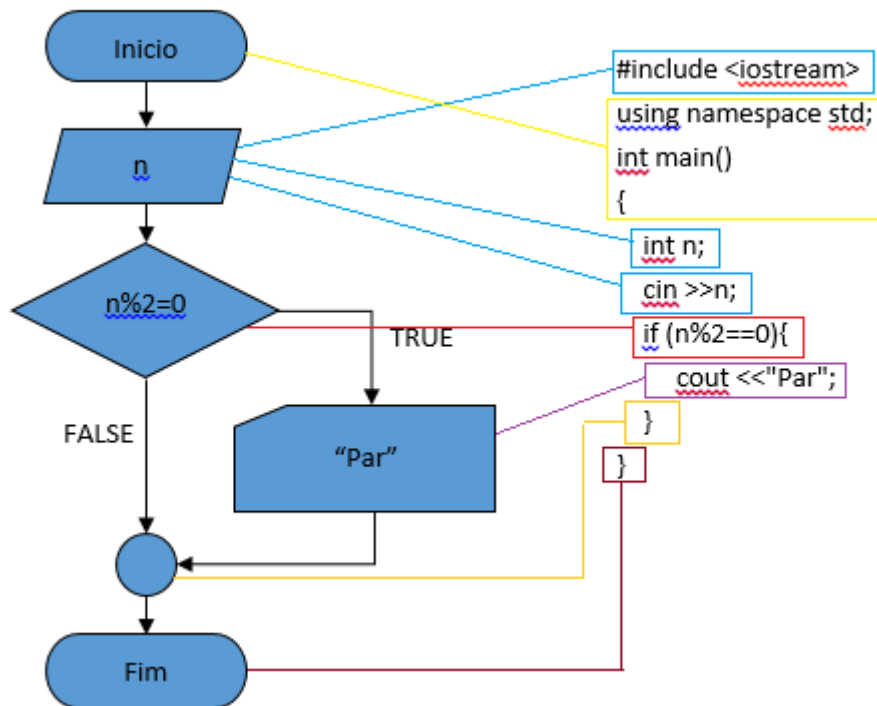 Inicio
n
n%2=0
TRUE
FALSE
“Par”
Fim
#include <iostream>
using namespace std;
int main()
{
int n;
cin >>n;
if (n%2==0){
cout <<"Par";
}
}